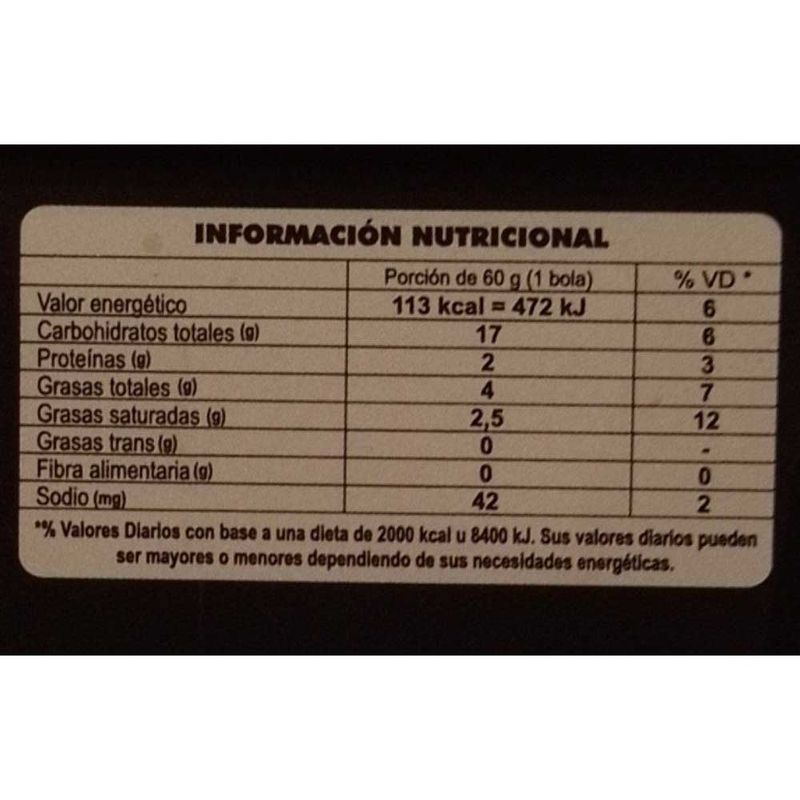 INFORMACIÓN NUTRICIONAL
Porción de 60 g (1 bola) % VD *
Valor energético 113 kcal = 472 kJ 6
Carbohidratos totales (g) 17 6
Proteínas (g) 2 3
Grasas totales (g) 4 7
Grasas saturadas (g) 2,5 12
Grasas trans (g) 0 -
Fibra alimentaria (g) 0 0
Sodio (mg) 42 2
*% Valores Diarios con base a una dieta de 2000 kcal u 8400 kJ. Sus valores diarios pueden
ser mayores o menores dependiendo de sus necesidades energéticas.